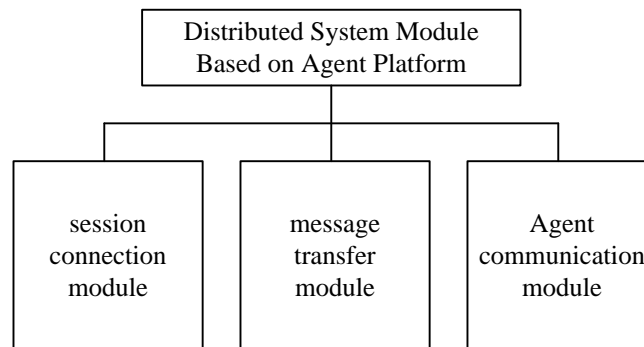 Distributed System Module
Based on Agent Platform
session
connection
module
message
transfer
module
Agent
communication
module